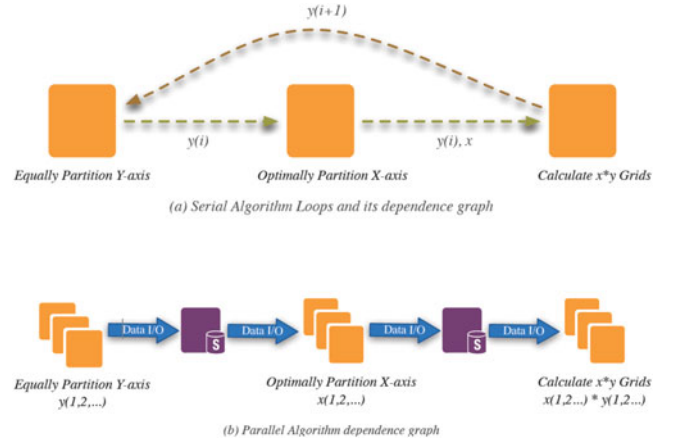 y(i+1)
y(i)
y(i), x
Equally Partition Y-axis
Optimally Partition X-axis
Calculate x*y Grids
(a) Serial Algorithm Loops and its dependence graph
Data I/O
S
Data I/O
Data I/O
S
Data I/O
Equally Partition Y-axis
y(1,2,...)
Optimally Partition X-axis
x(1,2,...)
Calculate x*y Grids
x(1,2...) * y(1,2...)
(b) Parallel Algorithm dependence graph